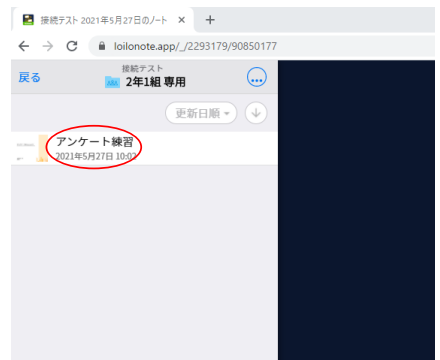 接続テスト 2021年5月27日のノート × +
loilonote.app/_/2293179/90850177
戻る
接続テスト
2年1組 専用
更新日順
アンケート練習
2021年5月27日 10:02